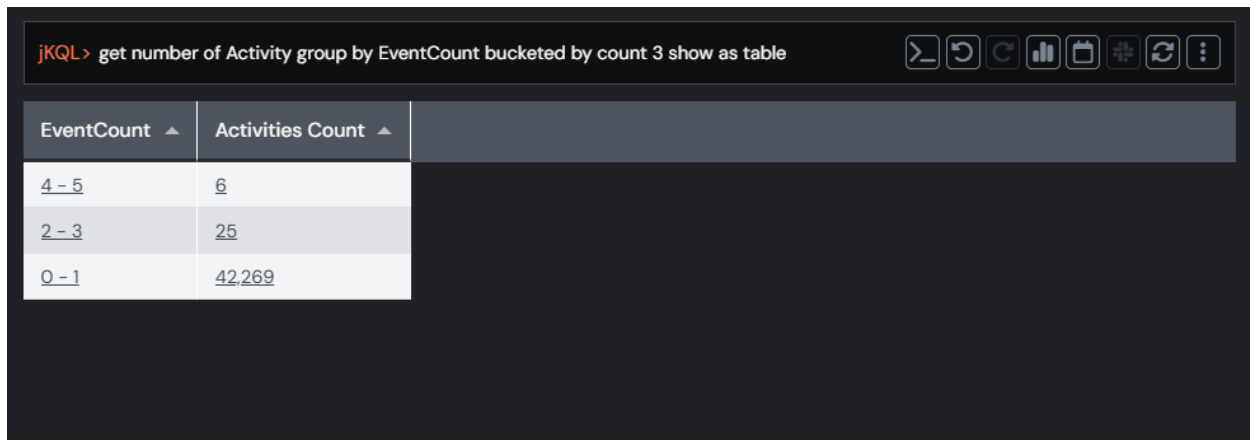 jKQL> get number of Activity group by EventCount bucketed by count 3 show as table
EventCount Activities Count
4 - 5 6
2 - 3 25
0 - 1 42,269